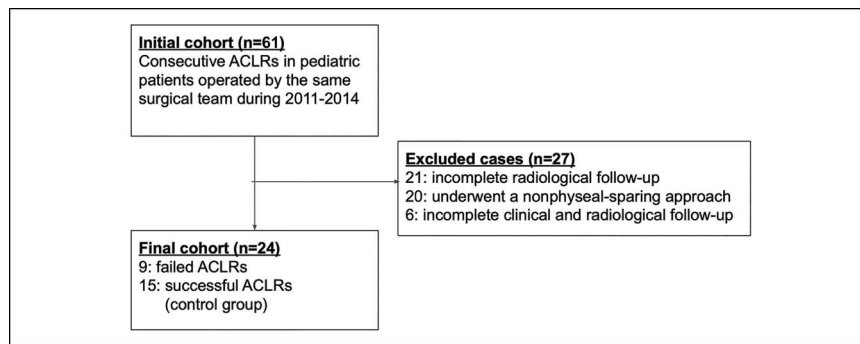 Initial cohort (n=61)
Consecutive ACLRs in pediatric
patients operated by the same
surgical team during 2011-2014
Excluded cases (n=27)
21: incomplete radiological follow-up
20: underwent a nonphyseal-sparing approach
6: incomplete clinical and radiological follow-up
Final cohort (n=24)
9: failed ACLRs
15: successful ACLRs
(control group)